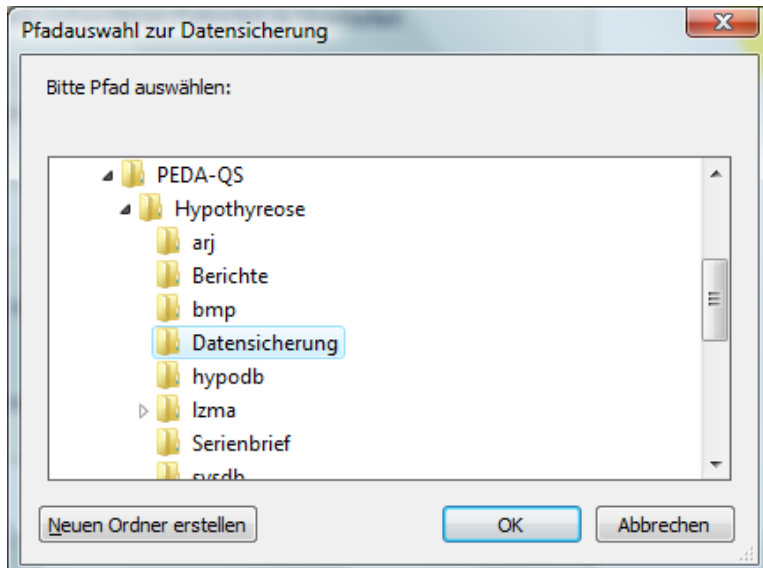 Pfadauswahl zur Datensicherung
Bitte Pfad auswählen:
PEDA-QS
Hypothyreose
arj
Berichte
bmp
Datensicherung
hypodb
lzma
Serienbrief
sysdb
Neuen Ordner erstellen
OK
Abbrechen